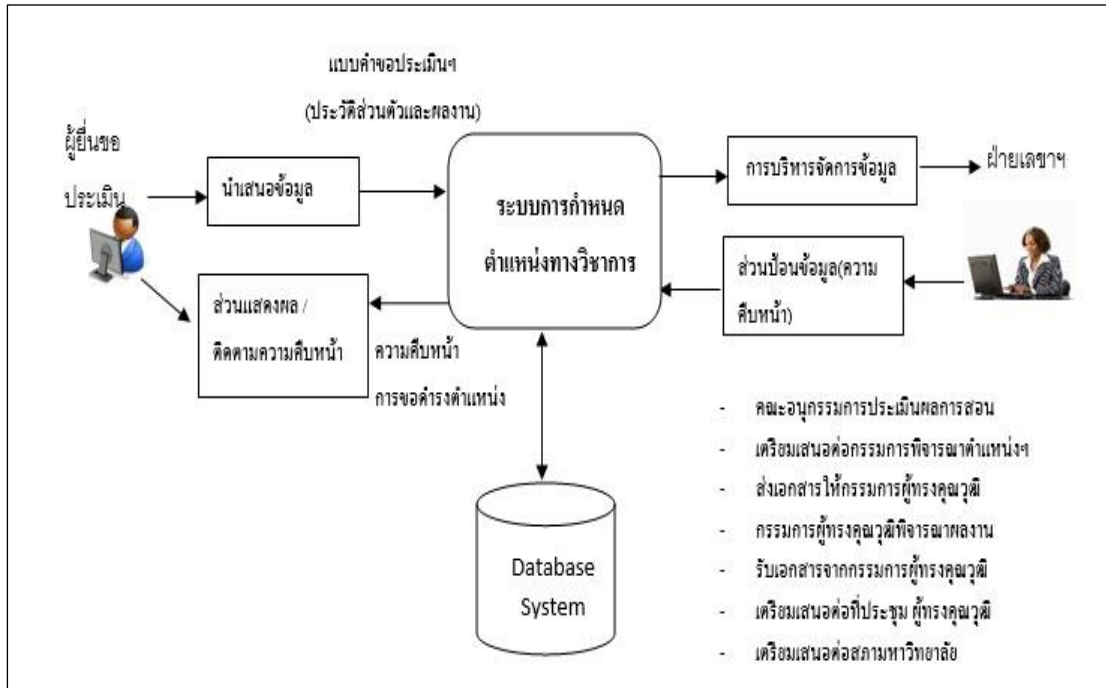 แบบคำขอประเมินฯ
(ประวัติส่วนตัวและผลงาน)
ผู้ยื่นขอ
ประเมิน
นำเสนอข้อมูล
ระบบการกำหนด
ตำแหน่งทางวิชาการ
การบริหารจัดการข้อมูล
ฝ่ายเลขาฯ
ส่วนป้อนข้อมูล(ความ
คืบหน้า)
ส่วนแสดงผล /
ติดตามความคืบหน้า
ความคืบหน้า
การขอดำรงตำแหน่ง
Database
System
- คณะอนุกรรมการประเมินผลการสอน
- เตรียมเสนอต่อกรรมการพิจารณาตำแหน่งฯ
- ส่งเอกสารให้กรรมการผู้ทรงคุณวุฒิ
- กรรมการผู้ทรงคุณวุฒิพิจารณาผลงาน
- รับเอกสารจากกรรมการผู้ทรงคุณวุฒิ
- เตรียมเสนอต่อที่ประชุม ผู้ทรงคุณวุฒิ
- เตรียมเสนอต่อสภามหาวิทยาลัย